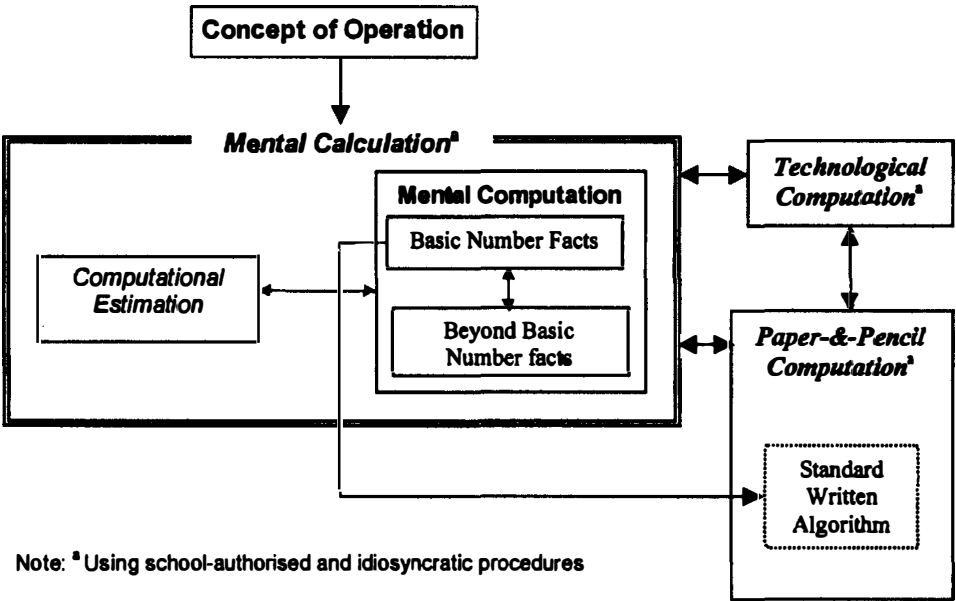 Concept of Operation
Mental Calculationª
Mental Computation
Basic Number Facts
Computational
Estimation
Beyond Basic
Number facts
Technological
Computationª
Paper-&-Pencil
Computationª
Standard
Written
Algorithm
Note: ª Using school-authorised and idiosyncratic procedures